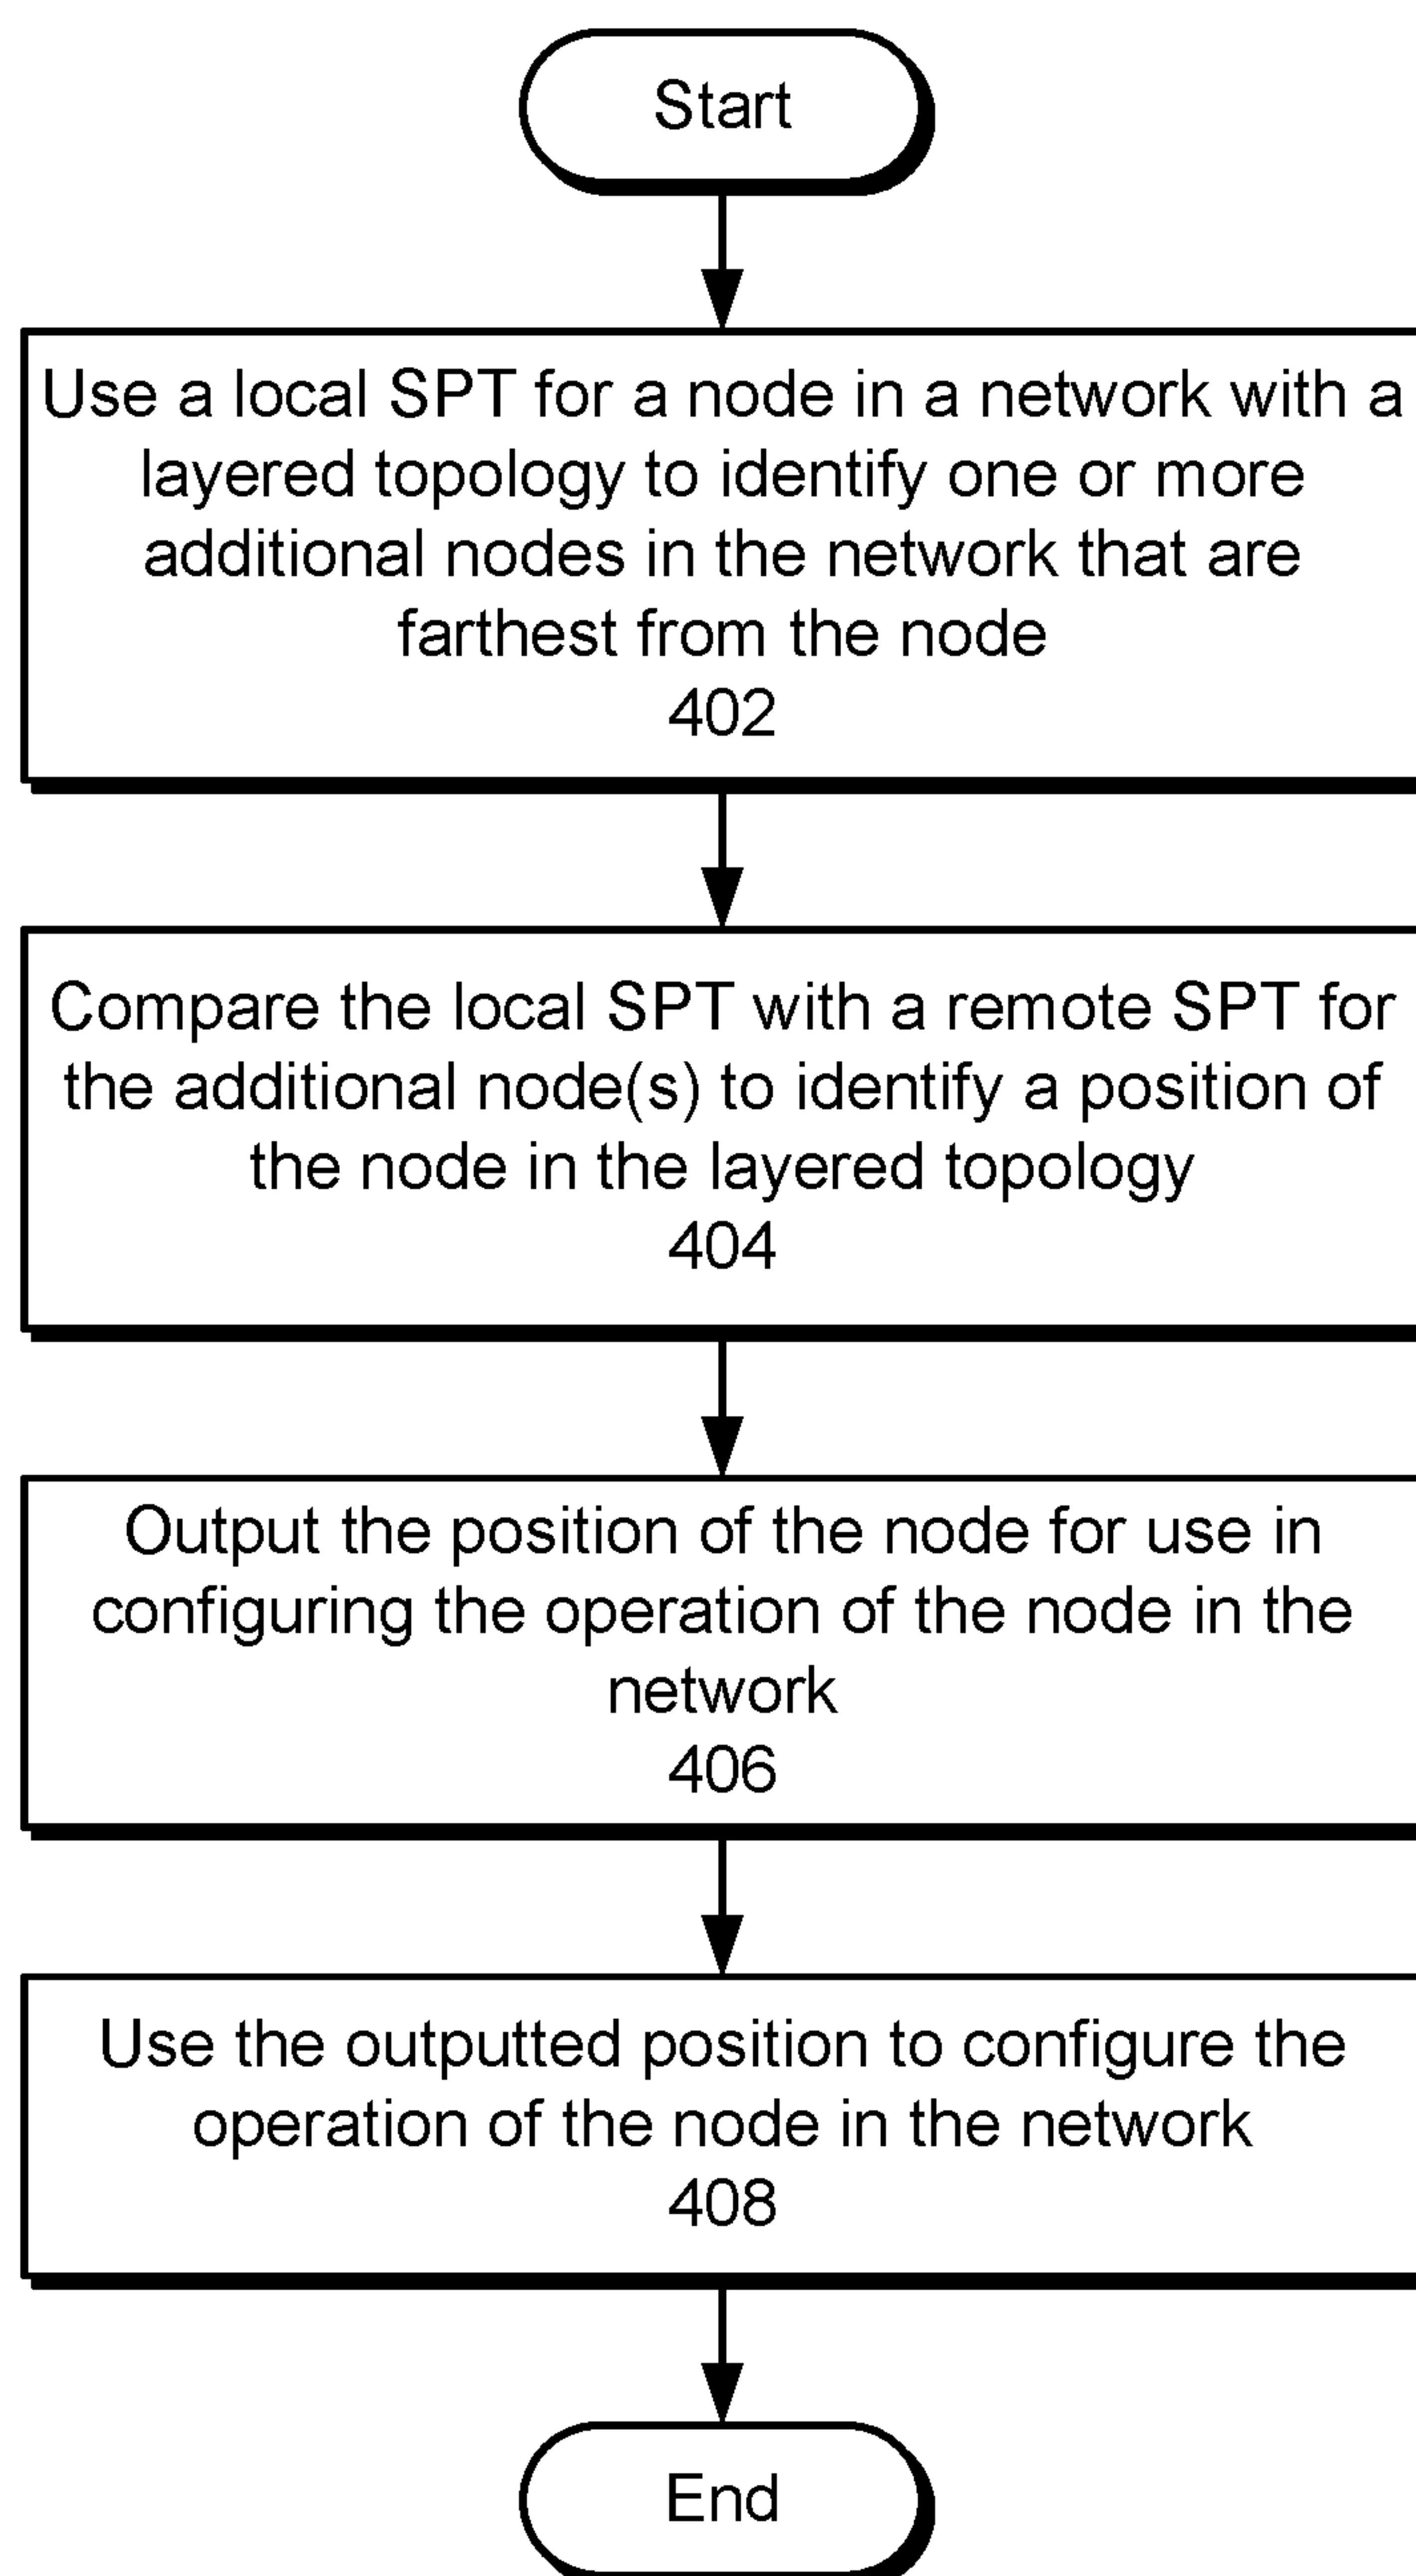 Start
Use a local SPT for a node in a network with a
layered topology to identify one or more
additional nodes in the network that are
farthest from the node
402
Compare the local SPT with a remote SPT for
the additional node(s) to identify a position of
the node in the layered topology
404
Output the position of the node for use in
configuring the operation of the node in the
network
406
Use the outputted position to configure the
operation of the node in the network
408
End